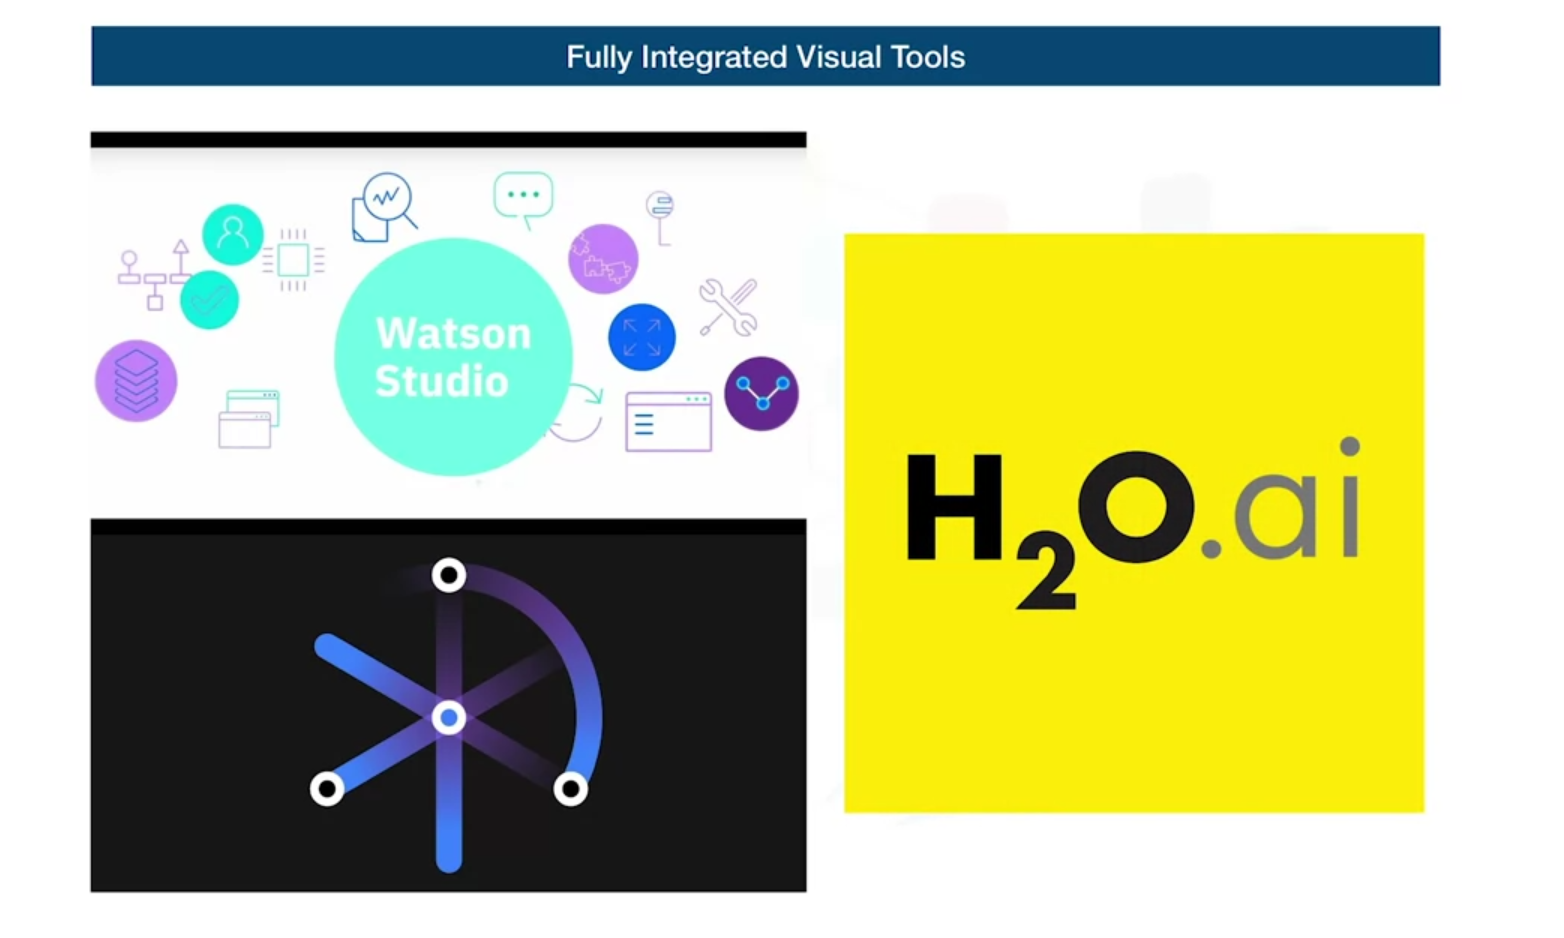 Fully Integrated Visual Tools
Watson
Studio
H2O.ai